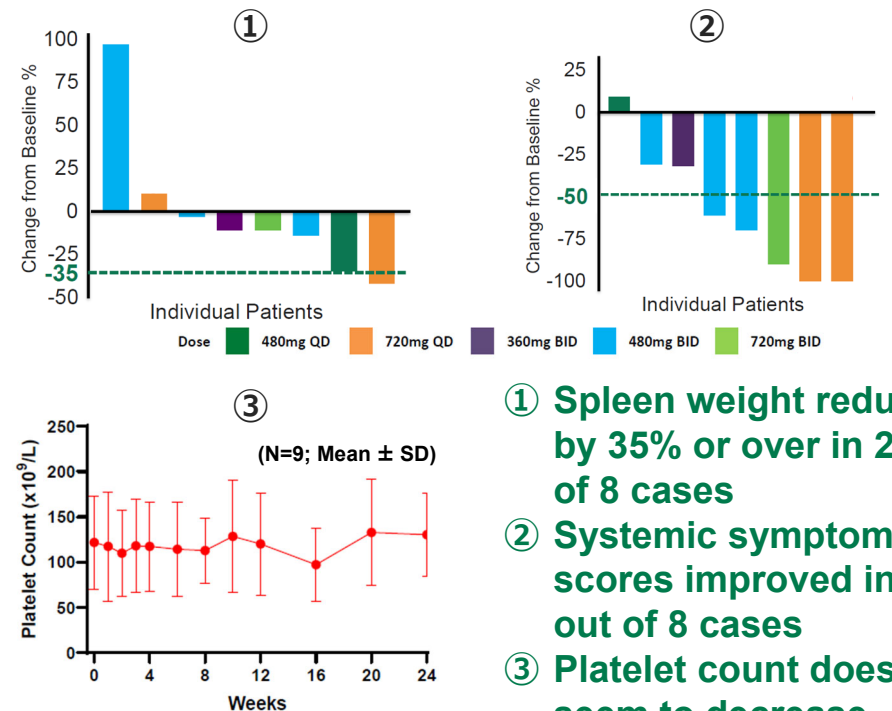 ①
100
75
50
25
0
-25
-35
-50
Change from Baseline %
Individual Patients
②
25
0
-25
-50
-75
-100
Change from Baseline %
Individual Patients
Dose 480mg QD 720mg QD 360mg BID 480mg BID 720mg BID
③
(N=9; Mean ± SD)
250
200
150
100
50
0
Platelet Count (x10⁹/L)
0 4 8 12 16 20 24
Weeks
① Spleen weight redu
by 35% or over in 2
of 8 cases
② Systemic symptom
scores improved in
out of 8 cases
③ Platelet count does
seem to decrease